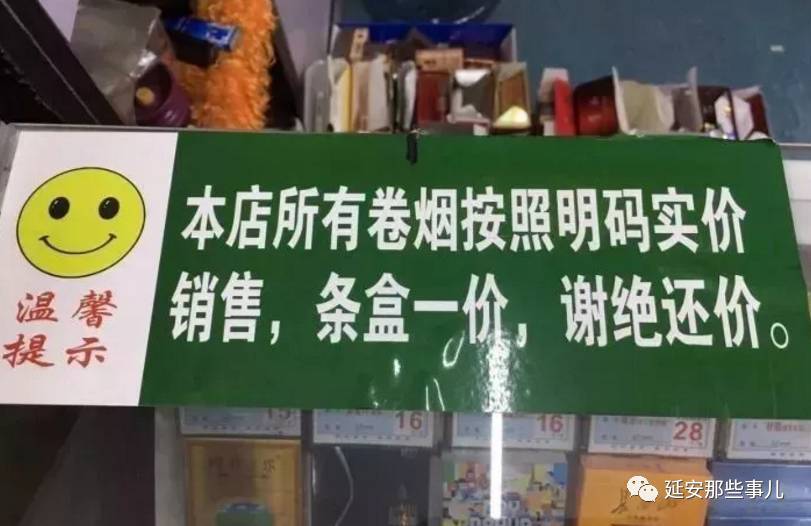 本店所有卷烟按照明码实价
销售，条盒一价，谢绝还价。
温馨
提示
15
16
16
28
延安那些事儿